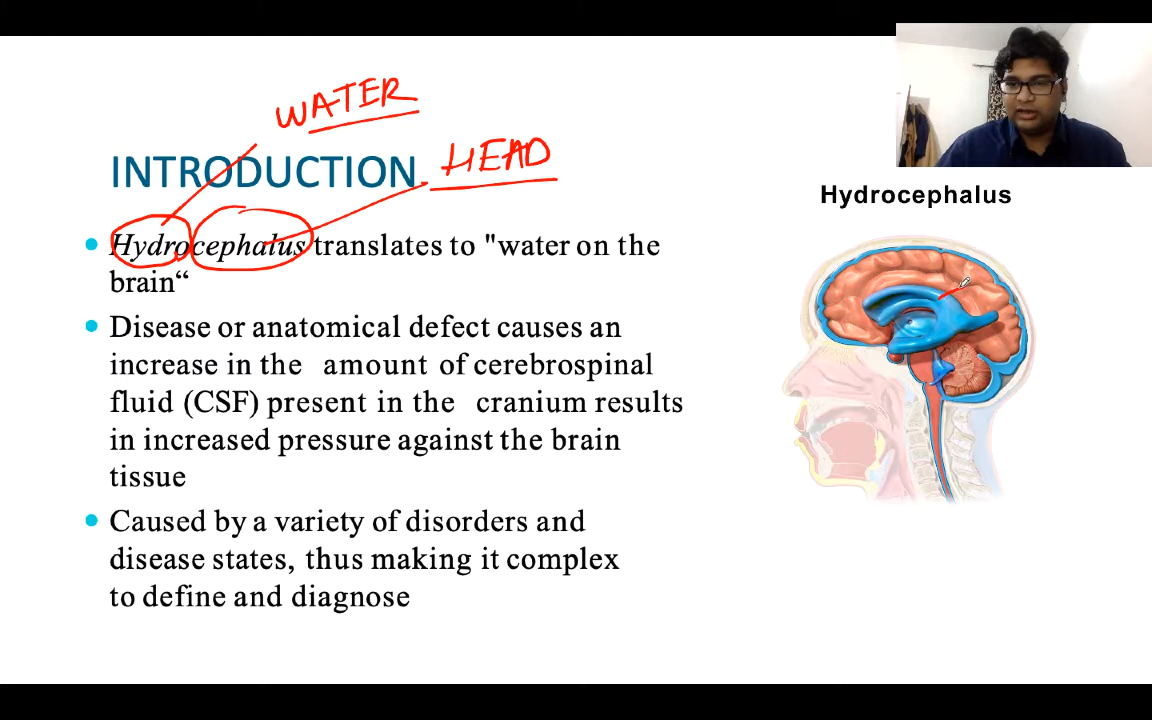 WATER
INTRODUCTION
HEAD
Hydrocephalus
• Hydrocephalus translates to "water on the
brain“
• Disease or anatomical defect causes an
increase in the amount of cerebrospinal
fluid (CSF) present in the cranium results
in increased pressure against the brain
tissue
• Caused by a variety of disorders and
disease states, thus making it complex
to define and diagnose